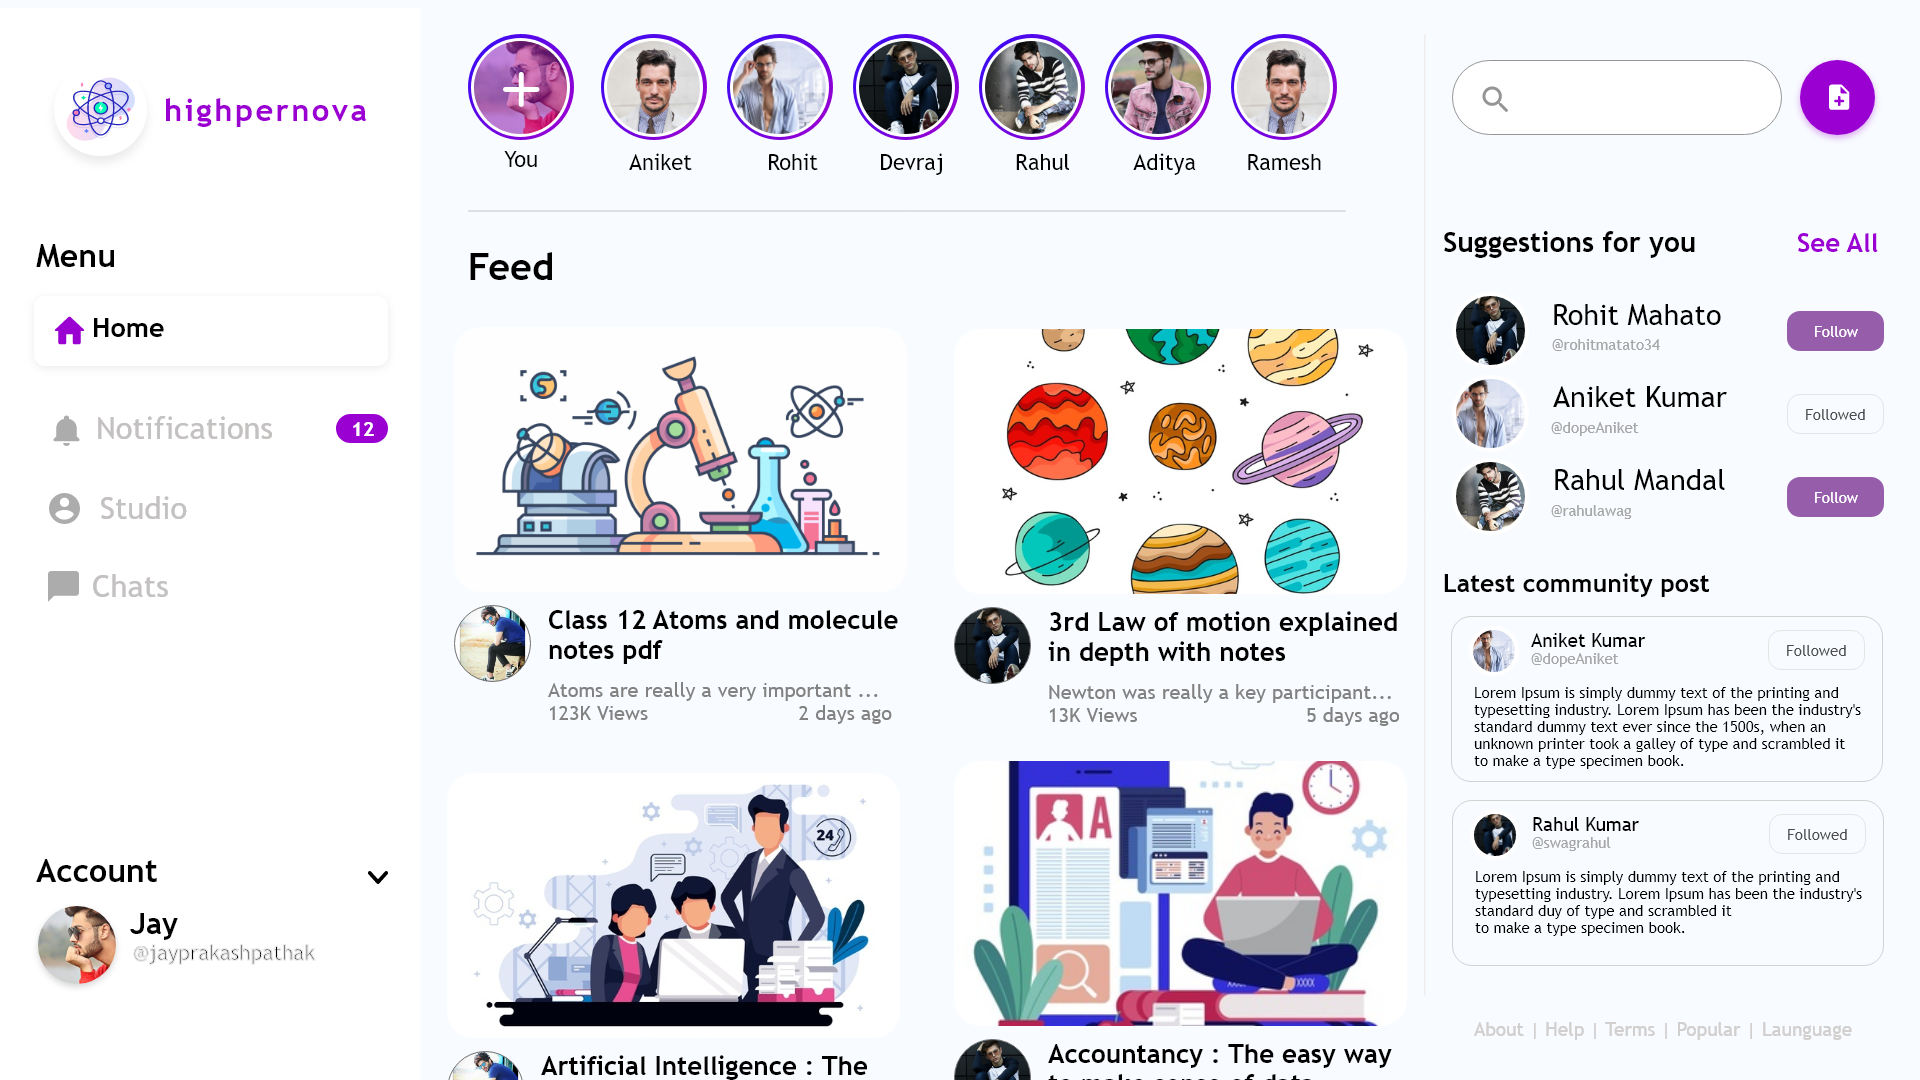 highpernova
Menu
Home
Notifications
12
Studio
Chats
Account
Jay
@jayprakashpathak
You
Aniket
Rohit
Devraj
Rahul
Aditya
Ramesh
Feed
Class 12 Atoms and molecule
notes pdf
Atoms are really a very important ...
123K Views
2 days ago
3rd Law of motion explained
in depth with notes
Newton was really a key participant...
13K Views
5 days ago
24
Artificial Intelligence : The
A
XXXX
Accountancy : The easy way
to make sense of data
Suggestions for you
See All
Rohit Mahato
@rohitmatato34
Follow
Aniket Kumar
@dopeAniket
Followed
Rahul Mandal
@rahulawag
Follow
Latest community post
Aniket Kumar
@dopeAniket
Followed
Lorem Ipsum is simply dummy text of the printing and
typesetting industry. Lorem Ipsum has been the industry's
standard dummy text ever since the 1500s, when an
unknown printer took a galley of type and scrambled it
to make a type specimen book.
Rahul Kumar
@swagrahul
Followed
Lorem Ipsum is simply dummy text of the printing and
typesetting industry. Lorem Ipsum has been the industry's
standard duy of type and scrambled it
to make a type specimen book.
About | Help | Terms | Popular | Launguage